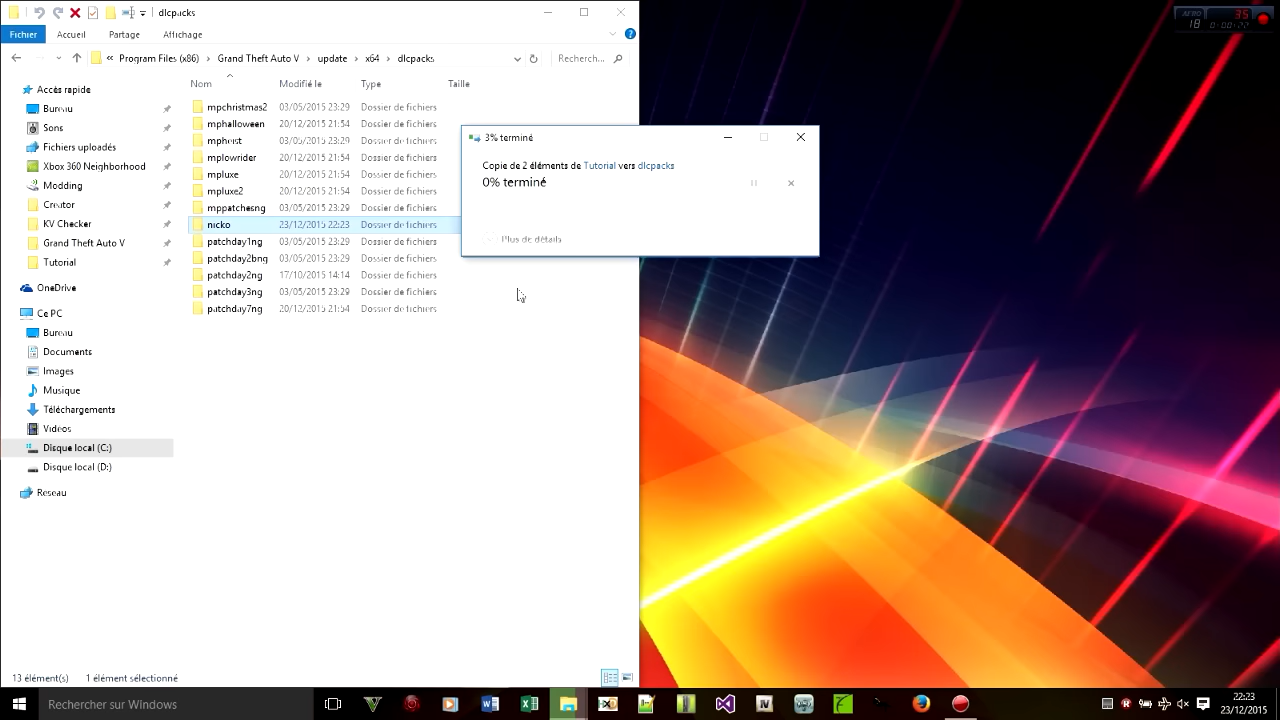 dlcpacks
Fichier Accueil Partage Affichage
« Program Files (x86) > Grand Theft Auto V > update > x64 > dlcpacks Recherch...
Nom Modifié le Type Taille
mpchristmas2 03/05/2015 23:29 Dossier de fichiers
mphalloween 20/12/2015 21:54 Dossier de fichiers
mpheist 03/05/2015 23:29 Dossier de fichiers
mplowrider 20/12/2015 21:54 Dossier de fichiers
mpluxe 20/12/2015 21:54 Dossier de fichiers
mpluxe2 20/12/2015 21:54 Dossier de fichiers
mppatchesng 03/05/2015 23:29 Dossier de fichiers
nicko 23/12/2015 22:23 Dossier de fichiers
patchday1ng 03/05/2015 23:29 Dossier de fichiers
patchday2bng 03/05/2015 23:29 Dossier de fichiers
patchday2ng 17/10/2015 14:14 Dossier de fichiers
patchday3ng 03/05/2015 23:29 Dossier de fichiers
patchday7ng 20/12/2015 21:54 Dossier de fichiers
Accès rapide
Bureau
Sons
Fichiers uploadés
Xbox 360 Neighborhood
Modding
Creator
KV Checker
Grand Theft Auto V
Tutorial
OneDrive
Ce PC
Bureau
Documents
Images
Musique
Téléchargements
Vidéos
Disque local (C:)
Disque local (D:)
Réseau
13 élément(s) 1 élément sélectionné
3% terminé
Copie de 2 éléments de Tutorial vers dlcpacks
0% terminé
Plus de détails
35
18
Rechercher sur Windows
22:23
23/12/2015